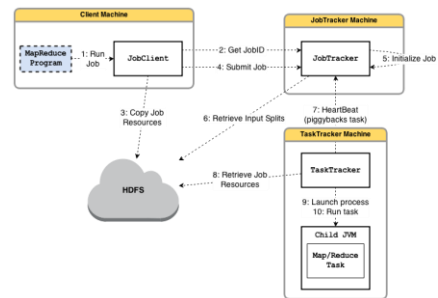 Client Machine
JobTracker Machine
MapReduce
Program
1: Run
Job
JobClient
2: Get JobID
4: Submit Job
JobTracker
5: Initialize Job
3: Copy Job
Resources
6: Retrieve Input Splits
7: HeartBeat
(piggybacks task)
TaskTracker Machine
HDFS
8: Retrieve Job
Resources
TaskTracker
9: Launch process
10: Run task
Child JVM
Map/Reduce
Task